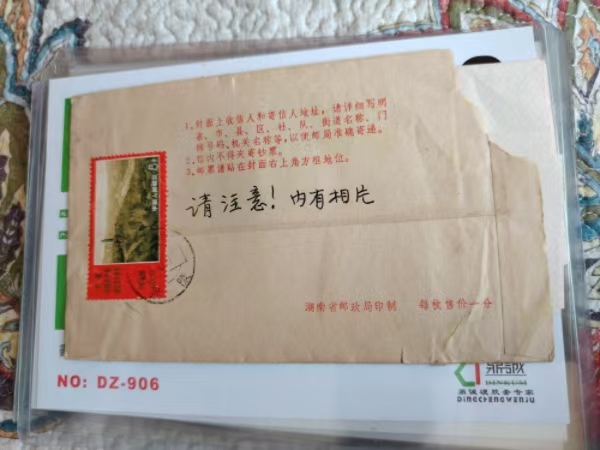 1、封面上收信人和寄信人地址,请详细写明
省、市、县、区、社、队、街道名称、门
牌号码、机关名称等,以便邮局准确寄递。
2、信内不得夹寄钞票。
3、邮票请贴在封面右上角方框地位。
请注意!内有相片
湖南省邮政局印制 每枚售价一分
NO: DZ-906
鼎诚
DINGCHENGWENJU